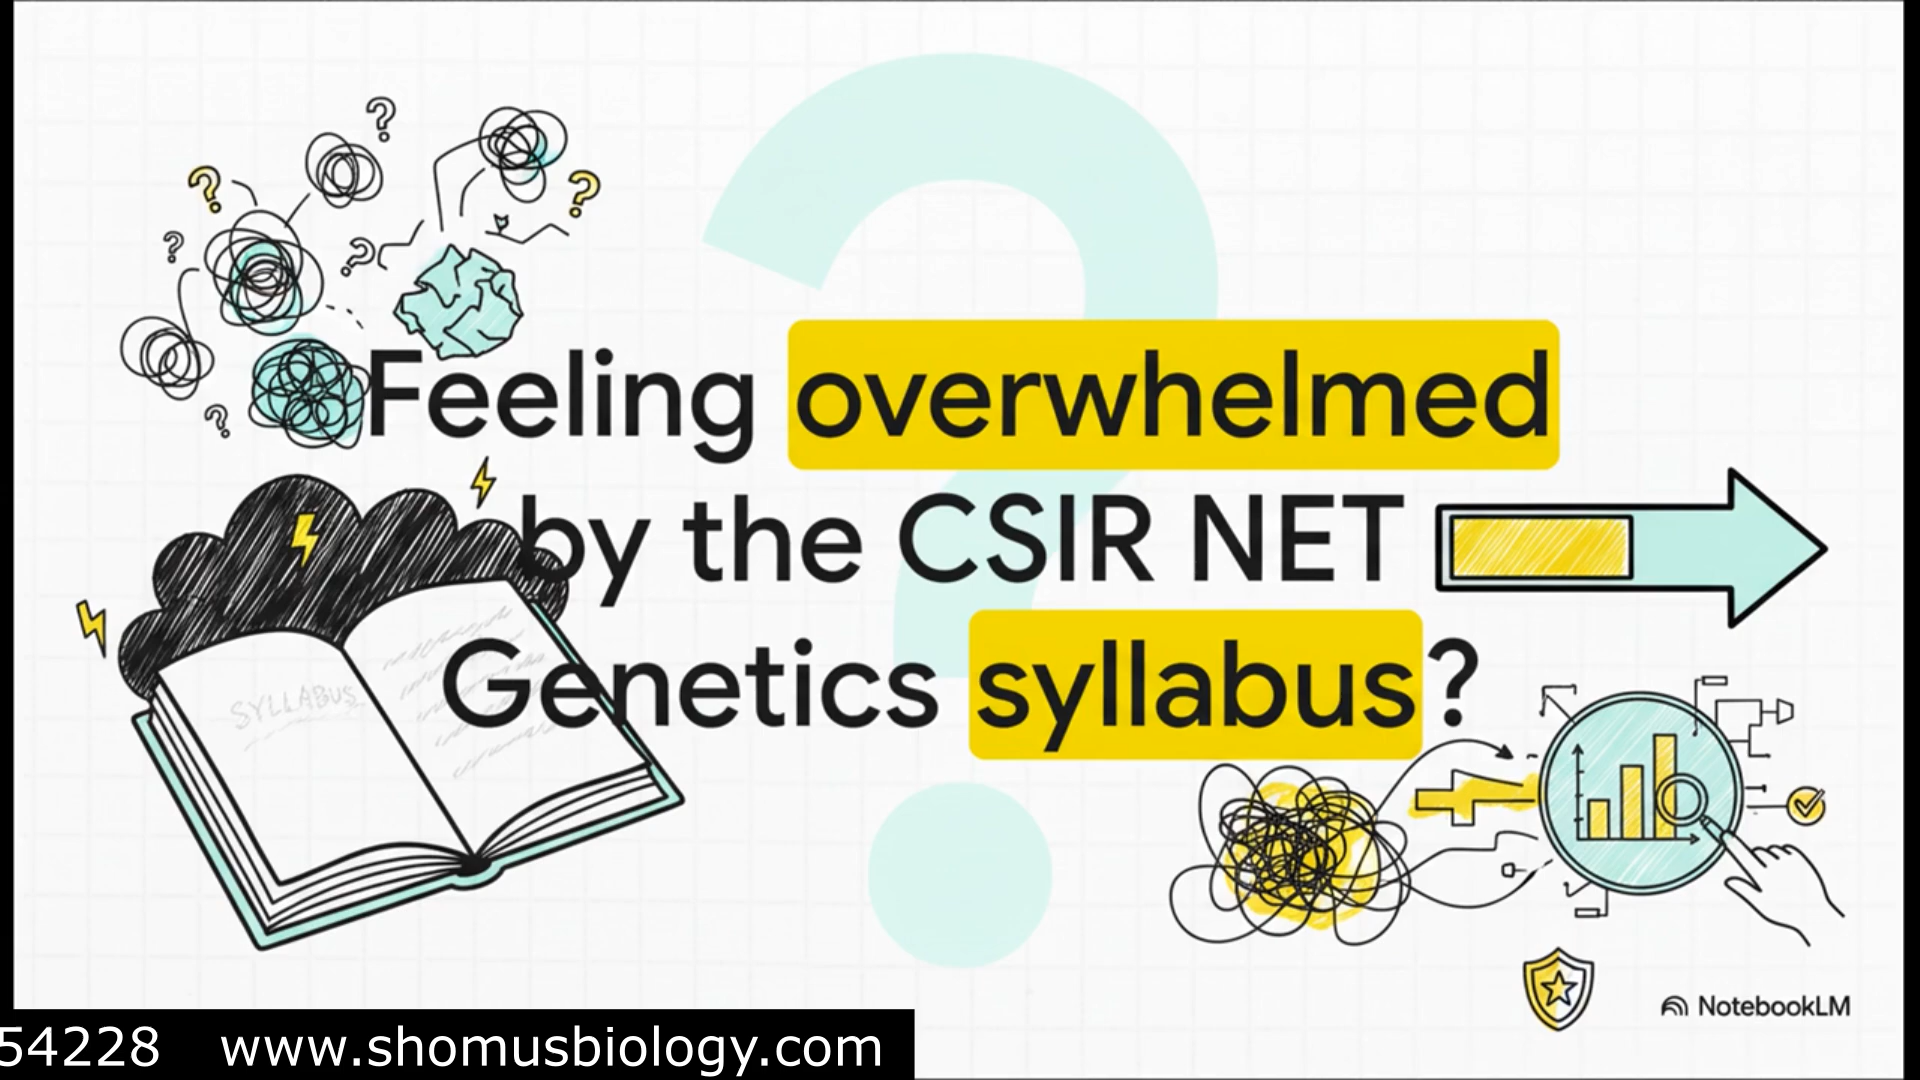 Feeling overwhelmed
by the CSIR NET
Genetics syllabus?
SYLLABUS
NotebookLM
54228 www.shomusbiology.com